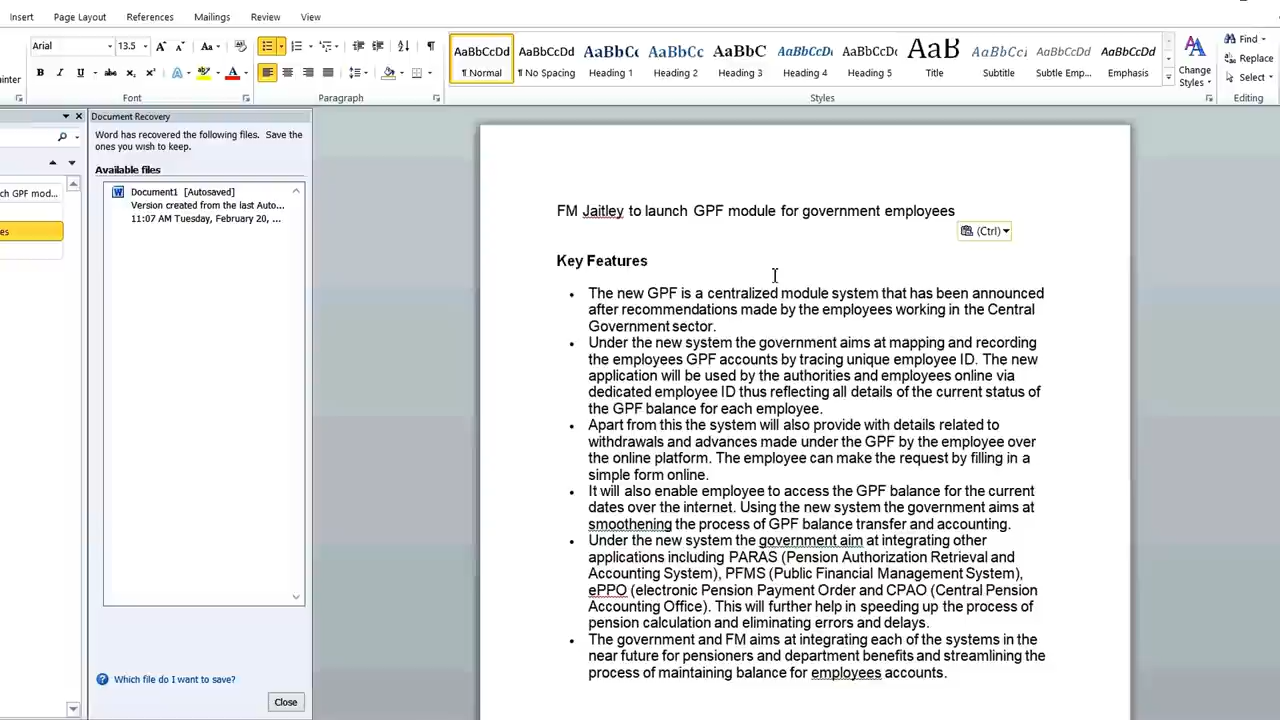 Insert Page Layout References Mailings Review View
Arial 13.5 Aa
AaBbCcDd AaBbCcDd AaBbCc AaBbCc AaBbC AaBbCcDc AaBbCcDc AaB AaBbCcI AaBbCcDd AaBbCcDd
¶ Normal ¶ No Spacing Heading 1 Heading 2 Heading 3 Heading 4 Heading 5 Title Subtitle Subtle Emp... Emphasis
Change Styles
Find
Replace
Select
B I U abc x₂ x² A
Font Paragraph Styles Editing
Document Recovery
Word has recovered the following files. Save the
ones you wish to keep.
Available files
Document1 [Autosaved]
Version created from the last Auto...
11:07 AM Tuesday, February 20, ...
Which file do I want to save?
Close
ch GPF mod...
es
FM Jaitley to launch GPF module for government employees
(Ctrl)
Key Features
• The new GPF is a centralized module system that has been announced
after recommendations made by the employees working in the Central
Government sector.
• Under the new system the government aims at mapping and recording
the employees GPF accounts by tracing unique employee ID. The new
application will be used by the authorities and employees online via
dedicated employee ID thus reflecting all details of the current status of
the GPF balance for each employee.
• Apart from this the system will also provide with details related to
withdrawals and advances made under the GPF by the employee over
the online platform. The employee can make the request by filling in a
simple form online.
• It will also enable employee to access the GPF balance for the current
dates over the internet. Using the new system the government aims at
smoothening the process of GPF balance transfer and accounting.
• Under the new system the government aim at integrating other
applications including PARAS (Pension Authorization Retrieval and
Accounting System), PFMS (Public Financial Management System),
ePPO (electronic Pension Payment Order and CPAO (Central Pension
Accounting Office). This will further help in speeding up the process of
pension calculation and eliminating errors and delays.
• The government and FM aims at integrating each of the systems in the
near future for pensioners and department benefits and streamlining the
process of maintaining balance for employees accounts.